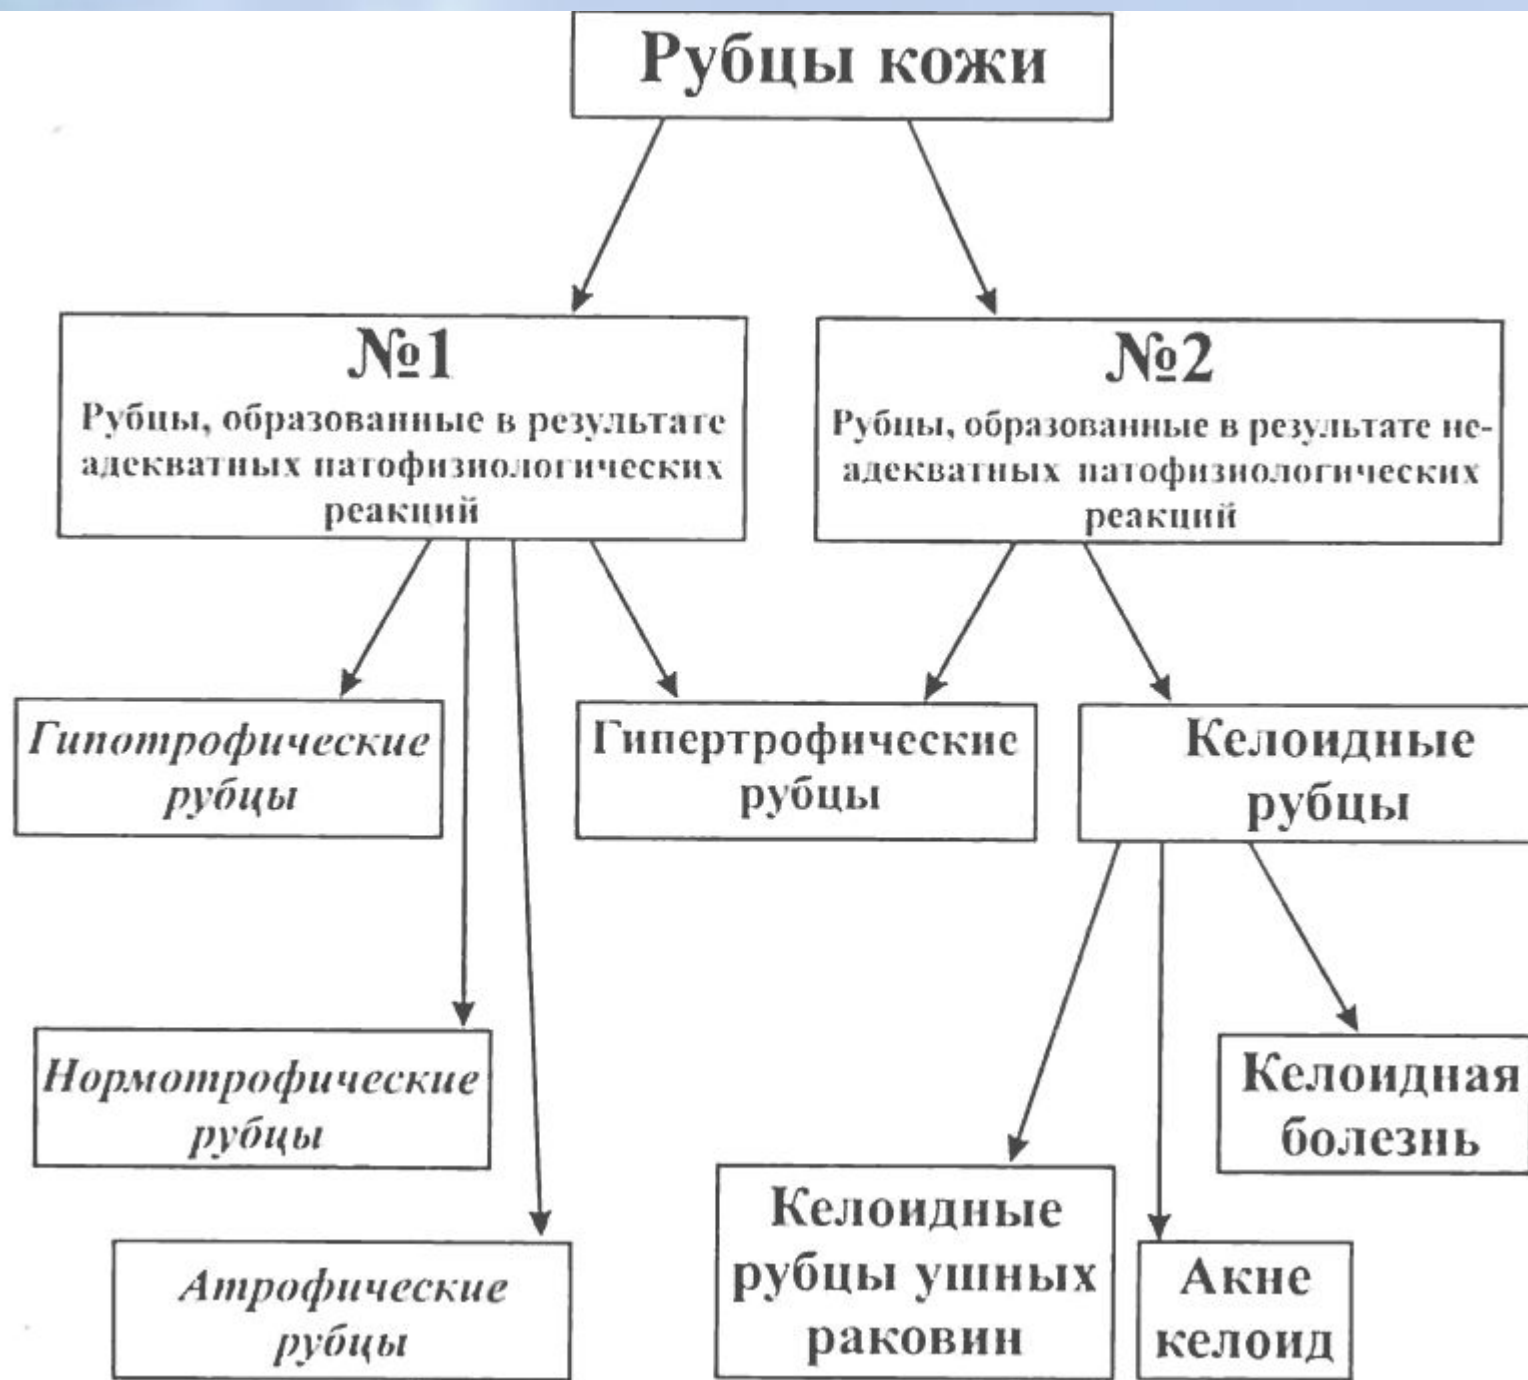 Рубцы кожи
№1
Рубцы, образованные в результате
адекватных патофизиологических
реакций
№2
Рубцы, образованные в результате не-
адекватных патофизиологических
реакций
Гипотрофические
рубцы
Гипертрофические
рубцы
Келоидные
рубцы
Нормотрофические
рубцы
Келоидная
болезнь
Атрофические
рубцы
Келоидные
рубцы ушных
раковин
Акне
келоид